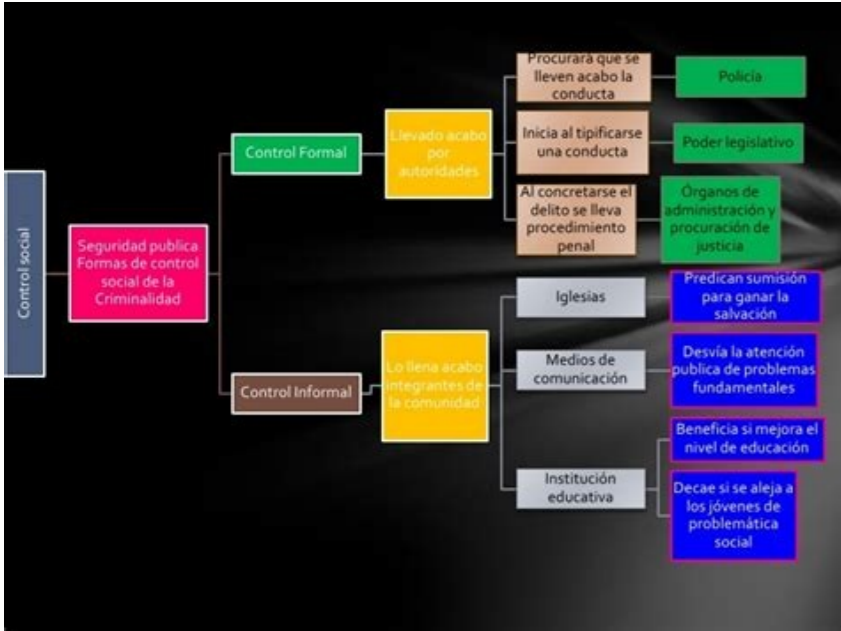 Control social
Seguridad publica
Formas de control
social de la
Criminalidad
Control Formal
Llevado acabo
por
autoridades
Procurará que se
lleven acabo la
conducta
Policía
Inicia al tipificarse
una conducta
Poder legislativo
Al concretarse el
delito se lleva
procedimiento
penal
Órganos de
administración y
procuración de
justicia
Control Informal
Lo llena acabo
integrantes de
la comunidad
Iglesias
Predican sumisión
para ganar la
salvación
Medios de
comunicación
Desvía la atención
publica de problemas
fundamentales
Institución
educativa
Beneficia si mejora el
nivel de educación
Decae si se aleja a
los jóvenes de
problemática
social